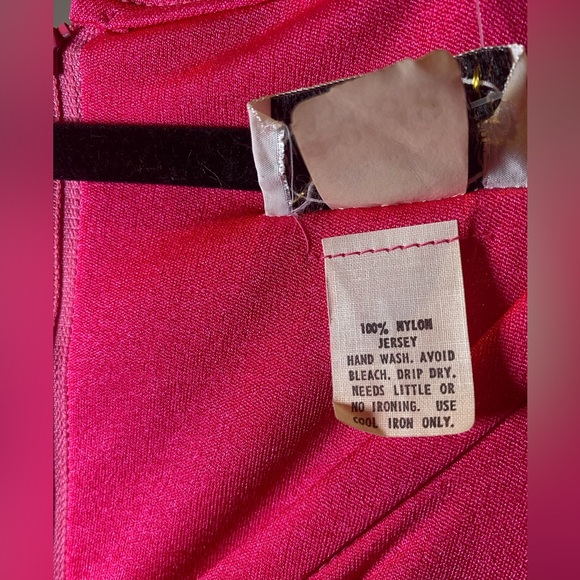 100% NYLON
JERSEY
HAND WASH. AVOID
BLEACH. DRIP DRY.
NEEDS LITTLE OR
NO IRONING. USE
COOL IRON ONLY.